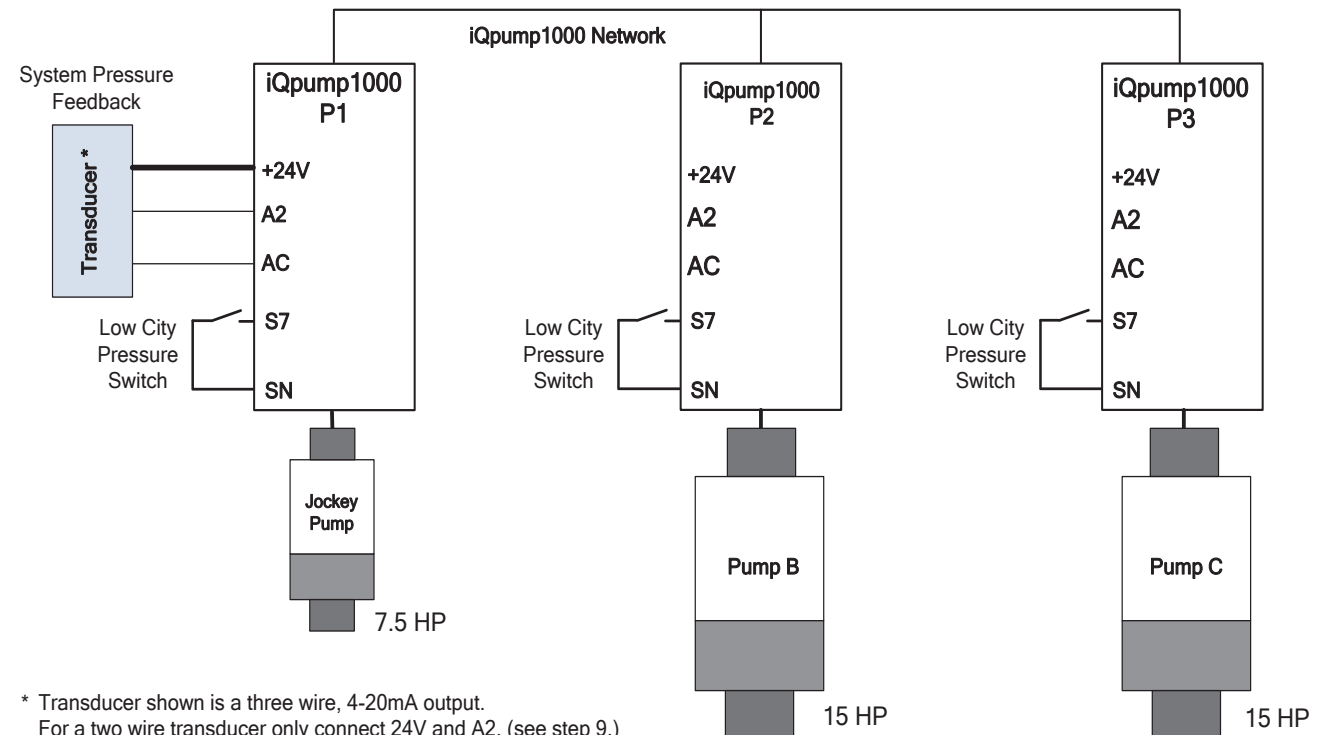 iQpump1000 Network
System Pressure
Feedback
Transducer *
iQpump1000
P1
+24V
A2
AC
S7
SN
Low City
Pressure
Switch
Jockey
Pump
7.5 HP
iQpump1000
P2
+24V
A2
AC
S7
SN
Low City
Pressure
Switch
Pump B
15 HP
iQpump1000
P3
+24V
A2
AC
S7
SN
Low City
Pressure
Switch
Pump C
15 HP
* Transducer shown is a three wire, 4-20mA output.
For a two wire transducer only connect 24V and A2. (see step 9.)